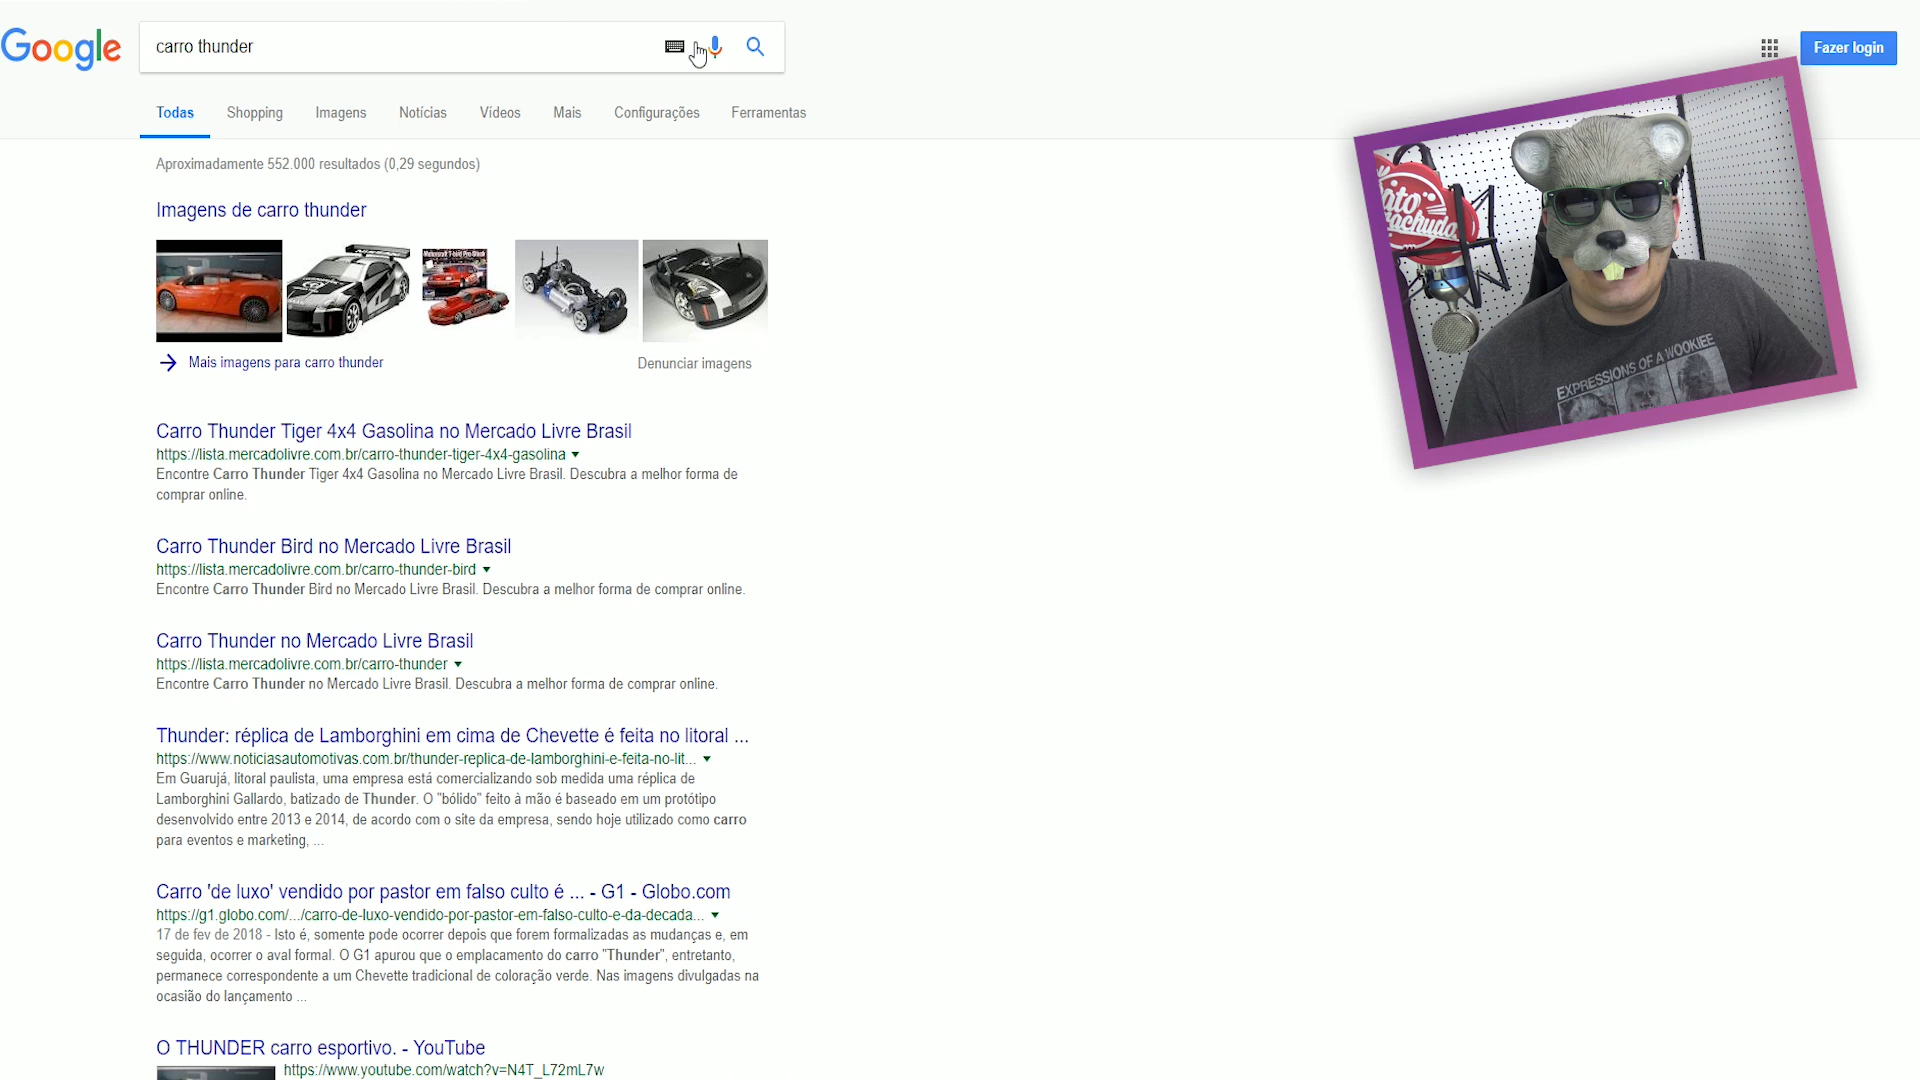 Google
carro thunder
Fazer login
Todas Shopping Imagens Notícias Vídeos Mais Configurações Ferramentas
Aproximadamente 552.000 resultados (0,29 segundos)
Imagens de carro thunder
Mais imagens para carro thunder
Denunciar imagens
Carro Thunder Tiger 4x4 Gasolina no Mercado Livre Brasil
https://lista.mercadolivre.com.br/carro-thunder-tiger-4x4-gasolina
Encontre Carro Thunder Tiger 4x4 Gasolina no Mercado Livre Brasil. Descubra a melhor forma de
comprar online.
Carro Thunder Bird no Mercado Livre Brasil
https://lista.mercadolivre.com.br/carro-thunder-bird
Encontre Carro Thunder Bird no Mercado Livre Brasil. Descubra a melhor forma de comprar online.
Carro Thunder no Mercado Livre Brasil
https://lista.mercadolivre.com.br/carro-thunder
Encontre Carro Thunder no Mercado Livre Brasil. Descubra a melhor forma de comprar online.
Thunder: réplica de Lamborghini em cima de Chevette é feita no litoral ...
https://www.noticiasautomotivas.com.br/thunder-replica-de-lamborghini-e-feita-no-lit...
Em Guarujá, litoral paulista, uma empresa está comercializando sob medida uma réplica de
Lamborghini Gallardo, batizado de Thunder. O "bólido" feito à mão é baseado em um protótipo
desenvolvido entre 2013 e 2014, de acordo com o site da empresa, sendo hoje utilizado como carro
para eventos e marketing, ...
Carro 'de luxo' vendido por pastor em falso culto é ... - G1 - Globo.com
https://g1.globo.com/.../carro-de-luxo-vendido-por-pastor-em-falso-culto-e-da-decada...
17 de fev de 2018 - Isto é, somente pode ocorrer depois que forem formalizadas as mudanças e, em
seguida, ocorrer o aval formal. O G1 apurou que o emplacamento do carro "Thunder", entretanto,
permanece correspondente a um Chevette tradicional de coloração verde. Nas imagens divulgadas na
ocasião do lançamento ...
O THUNDER carro esportivo. - YouTube
https://www.youtube.com/watch?v=N4T_L72mL7w
EXPRESSIONS OF A WOOKIEE